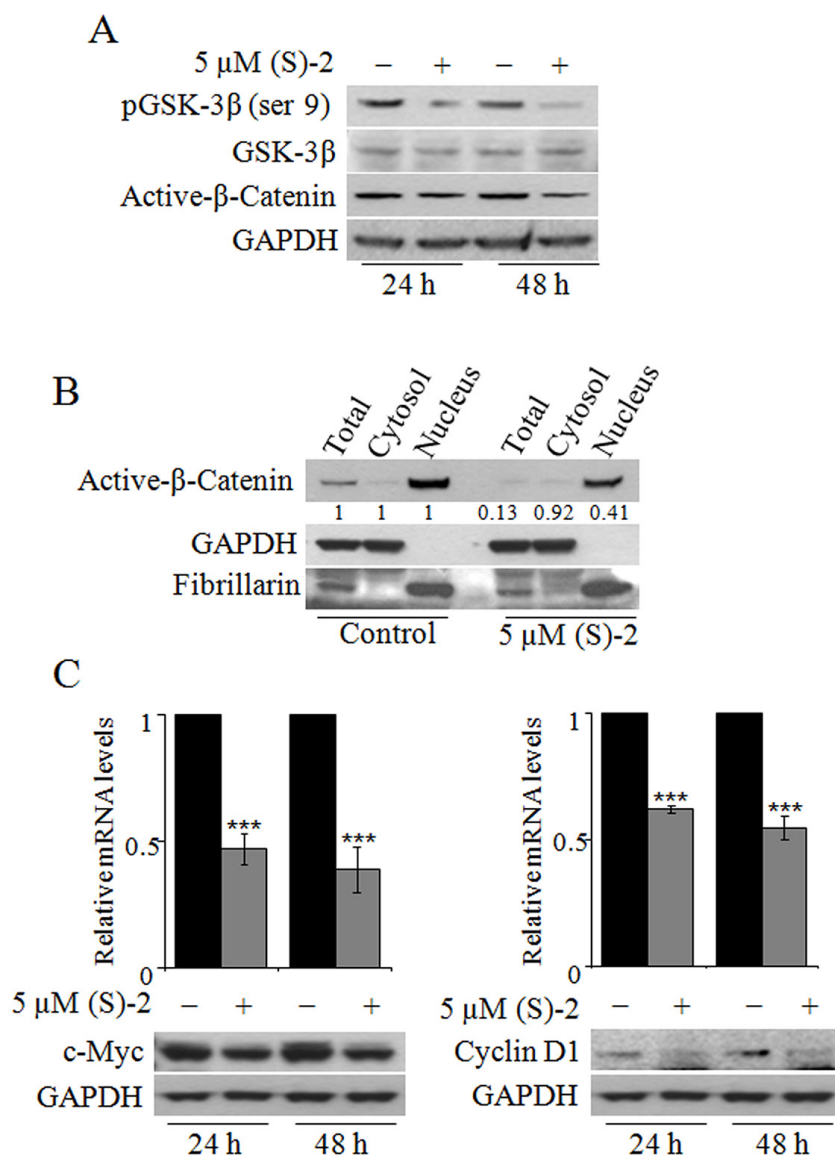 A
5 µM (S)-2 – + – +
pGSK-3β (ser 9)
GSK-3β
Active-β-Catenin
GAPDH
24 h 48 h
B
Total Cytosol Nucleus Total Cytosol Nucleus
Active-β-Catenin
1 1 1 0.13 0.92 0.41
GAPDH
Fibrillarin
Control 5 µM (S)-2
C
Relative mRNA levels
1
0.5
0
*** ***
5 µM (S)-2 – + – +
c-Myc
GAPDH
24 h 48 h
Relative mRNA levels
1
0.5
0
*** ***
5 µM (S)-2 – + – +
Cyclin D1
GAPDH
24 h 48 h